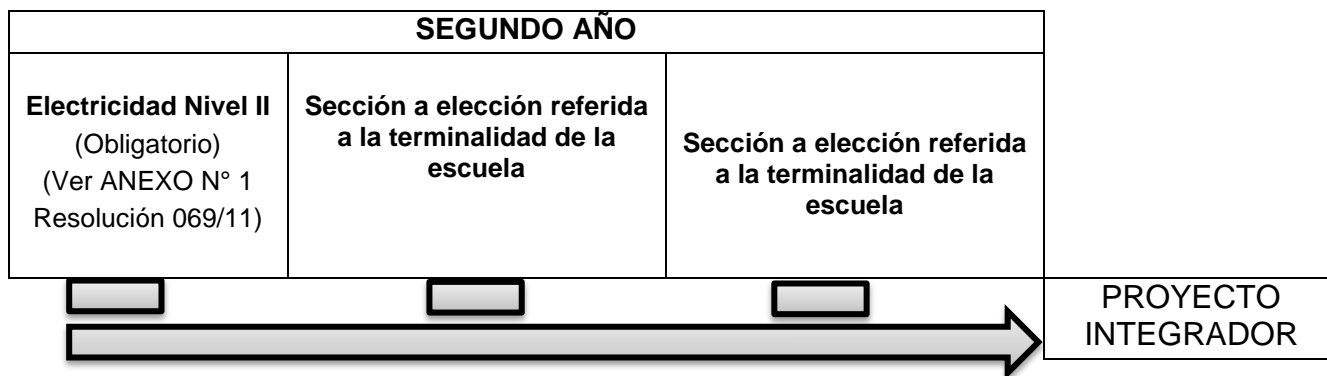 SEGUNDO AÑO
Electricidad Nivel II
(Obligatorio)
(Ver ANEXO N° 1
Resolución 069/11)
Sección a elección referida
a la terminalidad de la
escuela
Sección a elección referida
a la terminalidad de la
escuela
PROYECTO
INTEGRADOR